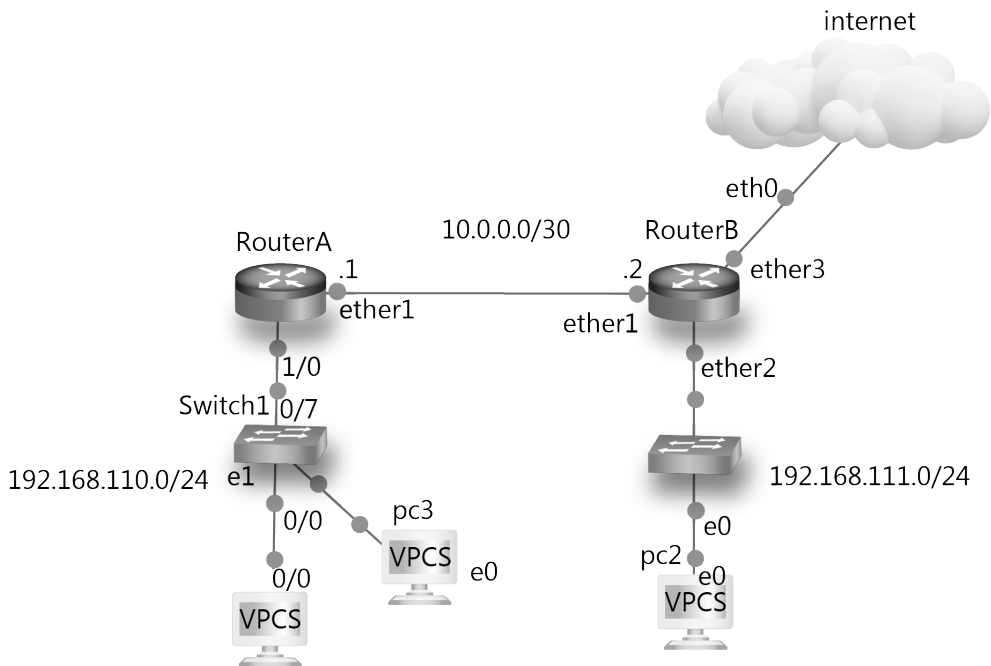 internet
eth0
10.0.0.0/30
RouterB
RouterA
.1
.2
ether3
ether1
ether1
1/0
ether2
Switch1
0/7
192.168.110.0/24
e1
192.168.111.0/24
0/0
pc3
e0
VPCS
pc2
e0
0/0
e0
VPCS
VPCS